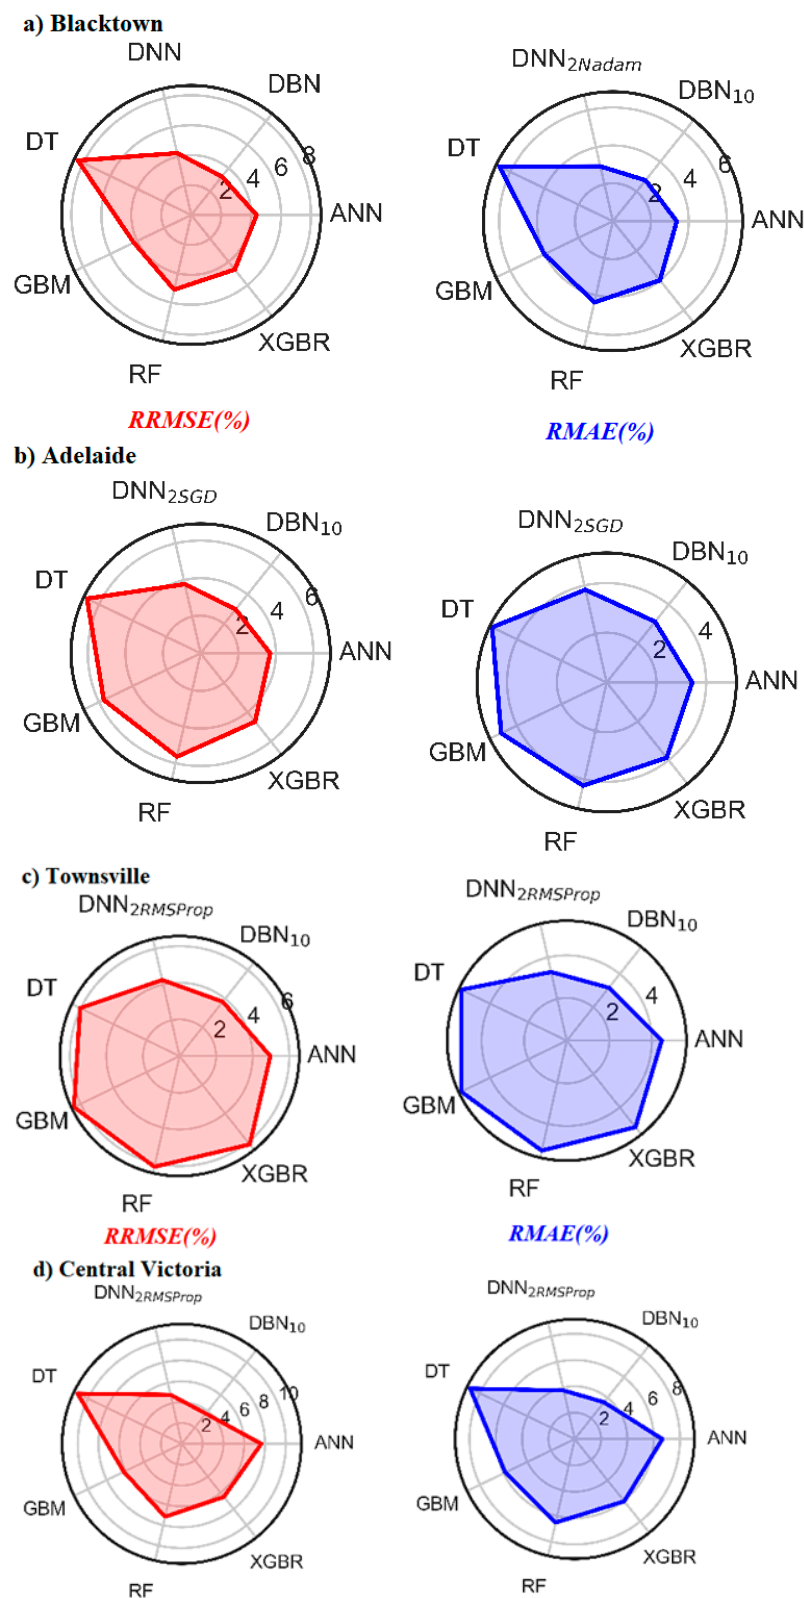 a) Blacktown
DNN
DBN
DT
2 4 6 8
ANN
GBM
XGBR
RF
RRMSE(%)
DNN2Nadam
DBN10
DT
2 4 6
ANN
GBM
XGBR
RF
RMAE(%)
b) Adelaide
DNN2SGD
DBN10
DT
2 4 6
ANN
GBM
XGBR
RF
DNN2SGD
DBN10
DT
2 4
ANN
GBM
XGBR
RF
c) Townsville
DNN2RMSProp
DBN10
DT
2 4 6
ANN
GBM
XGBR
RF
RRMSE(%)
DNN2RMSProp
DBN10
DT
2 4
ANN
GBM
XGBR
RF
RMAE(%)
d) Central Victoria
DNN2RMSProp
DBN10
DT
2 4 6 8 10
ANN
GBM
XGBR
RF
DNN2RMSProp
DBN10
DT
2 4 6 8
ANN
GBM
XGBR
RF